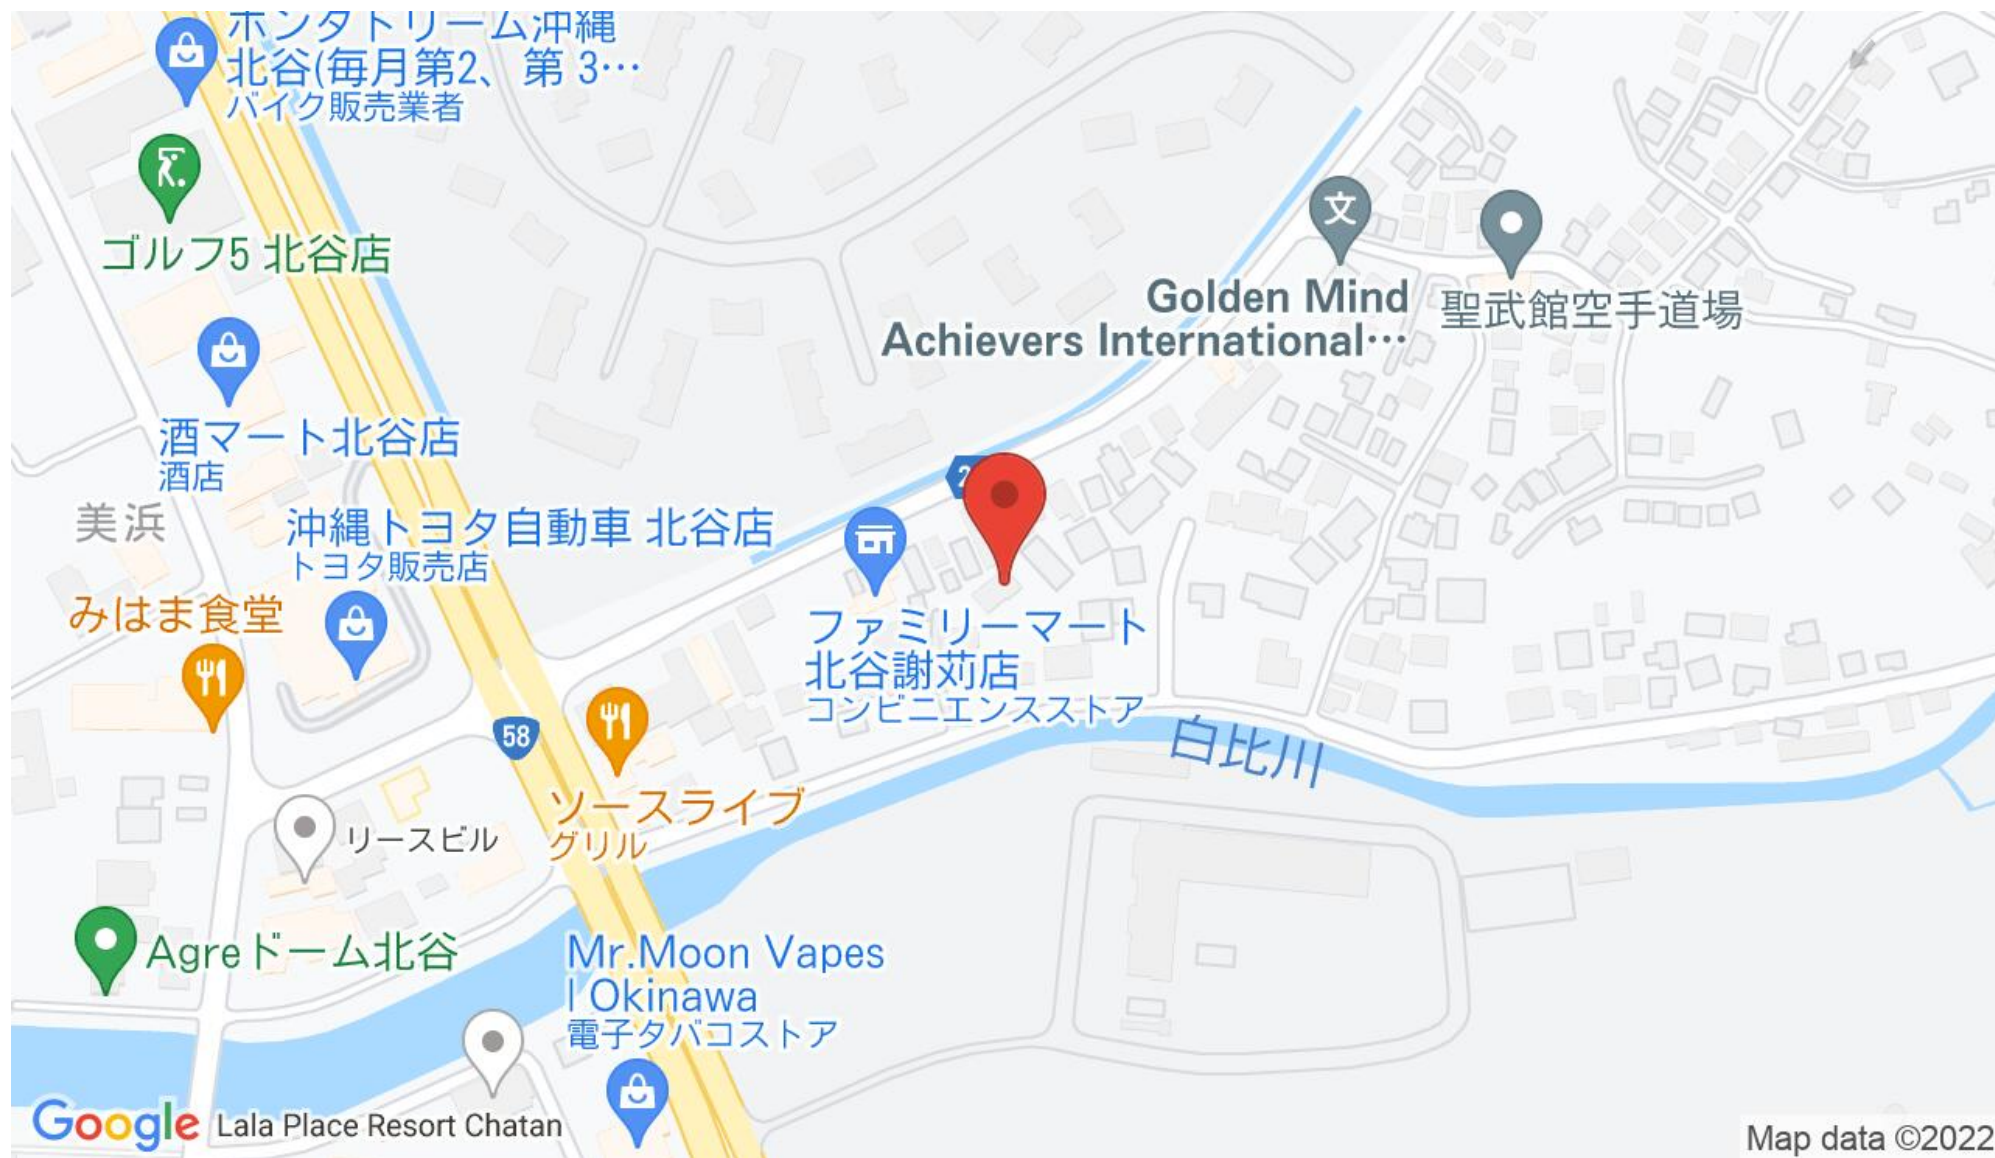 ホンダドリーム沖縄
北谷(毎月第2、第 3…
バイク販売業者
ゴルフ5 北谷店
文
Golden Mind
Achievers International…
聖武館空手道場
酒マート北谷店
酒店
美浜
沖縄トヨタ自動車 北谷店
トヨタ販売店
みはま食堂
ファミリーマート
北谷謝苅店
コンビニエンスストア
58
白比川
ソースライブ
グリル
リースビル
Agreドーム北谷
Mr.Moon Vapes
| Okinawa
電子タバコストア
Google
Lala Place Resort Chatan
Map data ©2022